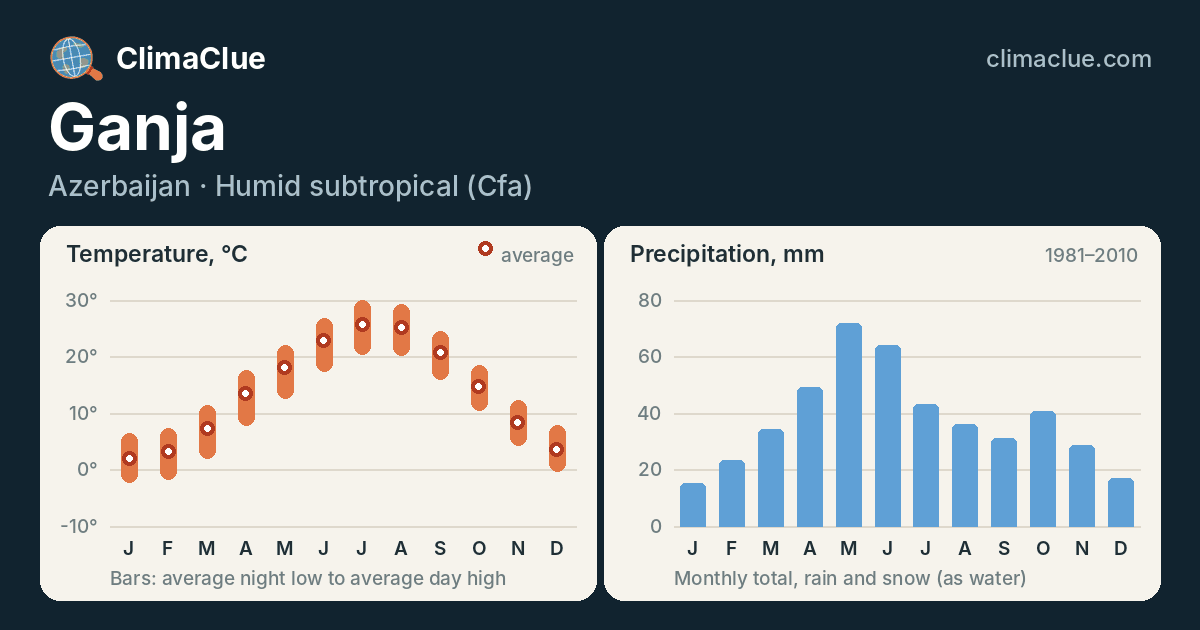 ClimaClue
climaclue.com
Ganja
Azerbaijan · Humid subtropical (Cfa)
Temperature, °C
average
30°
20°
10°
0°
-10°
J F M A M J J A S O N D
Bars: average night low to average day high
Precipitation, mm
1981–2010
80
60
40
20
0
J F M A M J J A S O N D
Monthly total, rain and snow (as water)